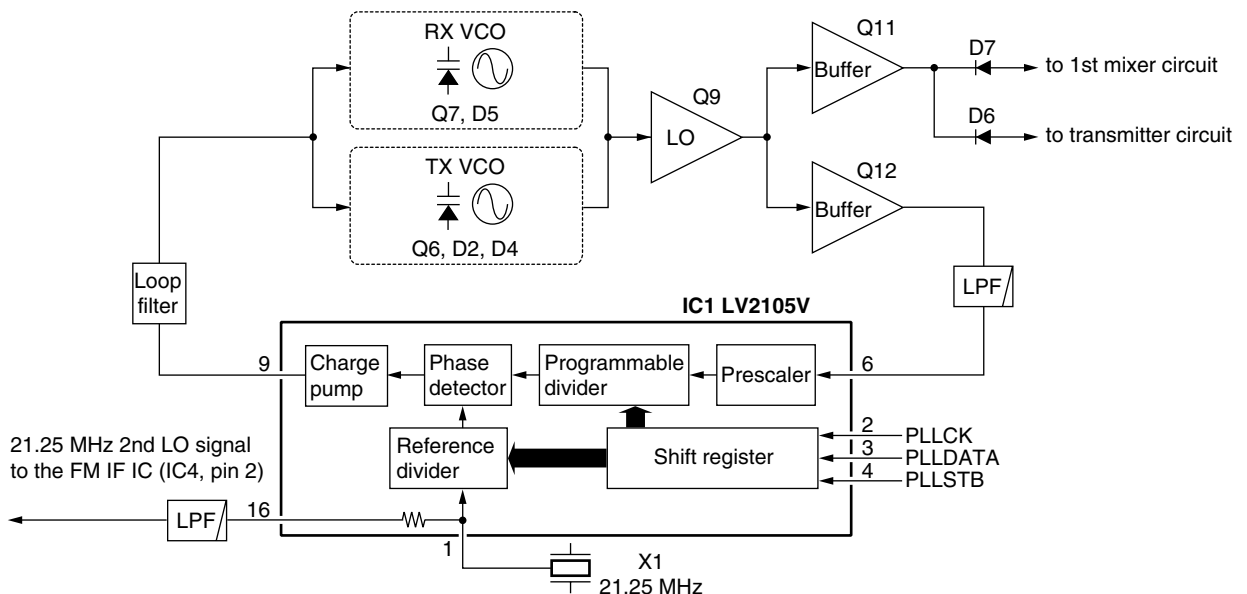 RX VCO
Q7, D5
TX VCO
Q6, D2, D4
Q9
LO
Q11
Buffer
D7
to 1st mixer circuit
D6
to transmitter circuit
Q12
Buffer
LPF
Loop
filter
IC1 LV2105V
9
Charge
pump
Phase
detector
Programmable
divider
Prescaler
6
Reference
divider
Shift register
2
PLLCK
3
PLLDATA
4
PLLSTB
21.25 MHz 2nd LO signal
to the FM IF IC (IC4, pin 2)
LPF
16
1
X1
21.25 MHz